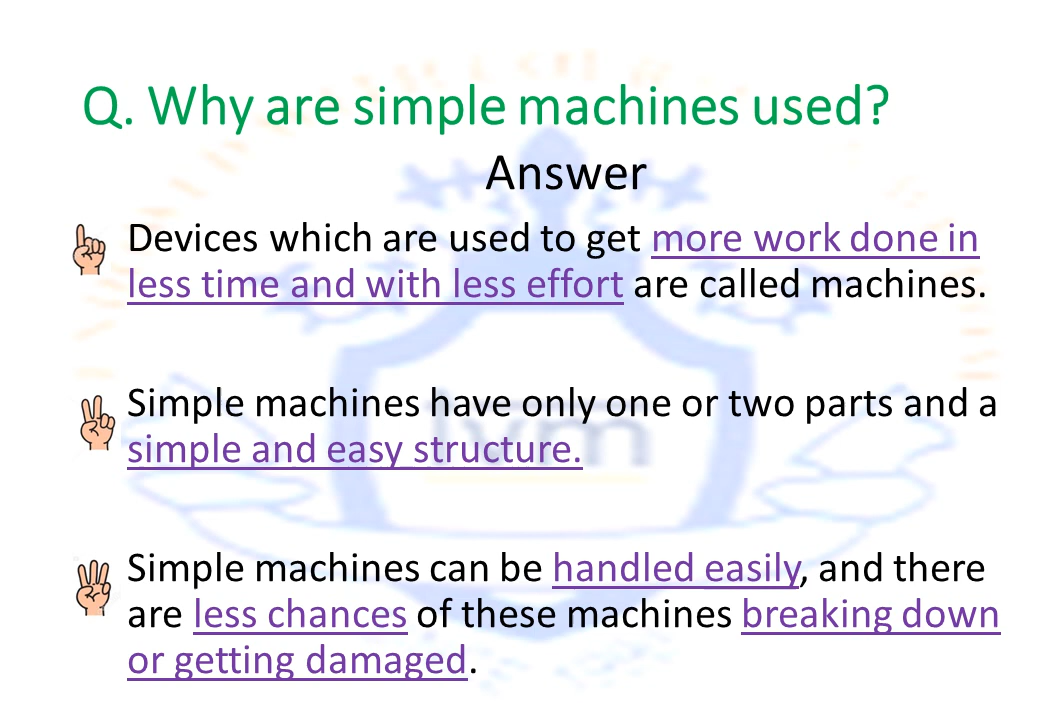 Q. Why are simple machines used?
Answer
Devices which are used to get more work done in
less time and with less effort are called machines.
Simple machines have only one or two parts and a
simple and easy structure.
Simple machines can be handled easily, and there
are less chances of these machines breaking down
or getting damaged.